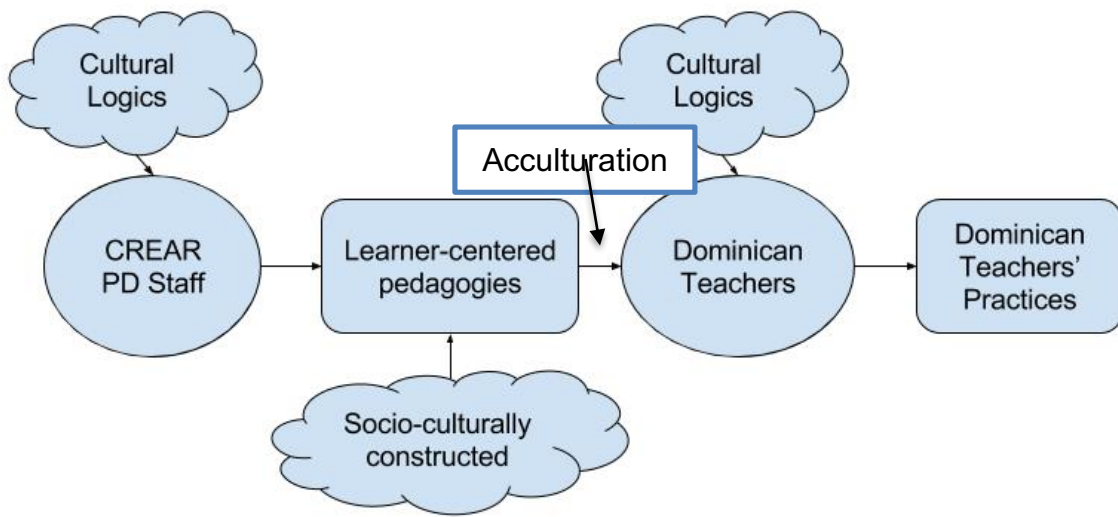 Cultural
Logics
Cultural
Logics
Acculturation
CREAR
PD Staff
Learner-centered
pedagogies
Dominican
Teachers
Dominican
Teachers’
Practices
Socio-culturally
constructed